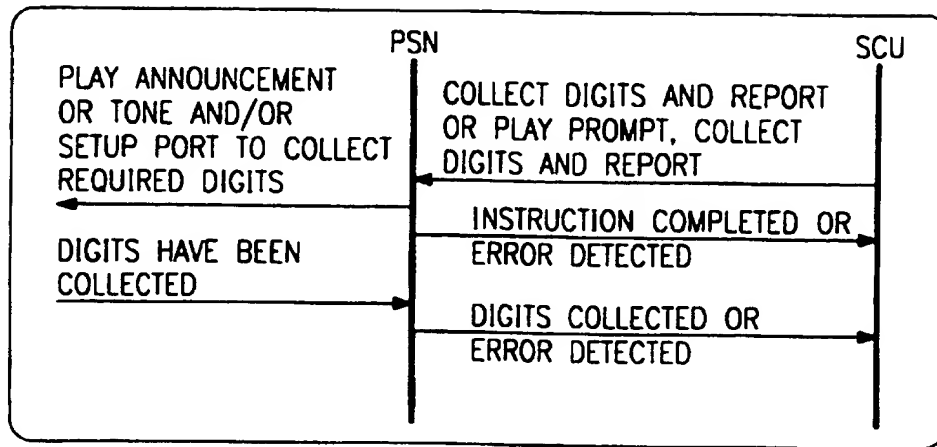 PSN
SCU
PLAY ANNOUNCEMENT
OR TONE AND/OR
SETUP PORT TO COLLECT
REQUIRED DIGITS
COLLECT DIGITS AND REPORT
OR PLAY PROMPT, COLLECT
DIGITS AND REPORT
INSTRUCTION COMPLETED OR
ERROR DETECTED
DIGITS HAVE BEEN
COLLECTED
DIGITS COLLECTED OR
ERROR DETECTED